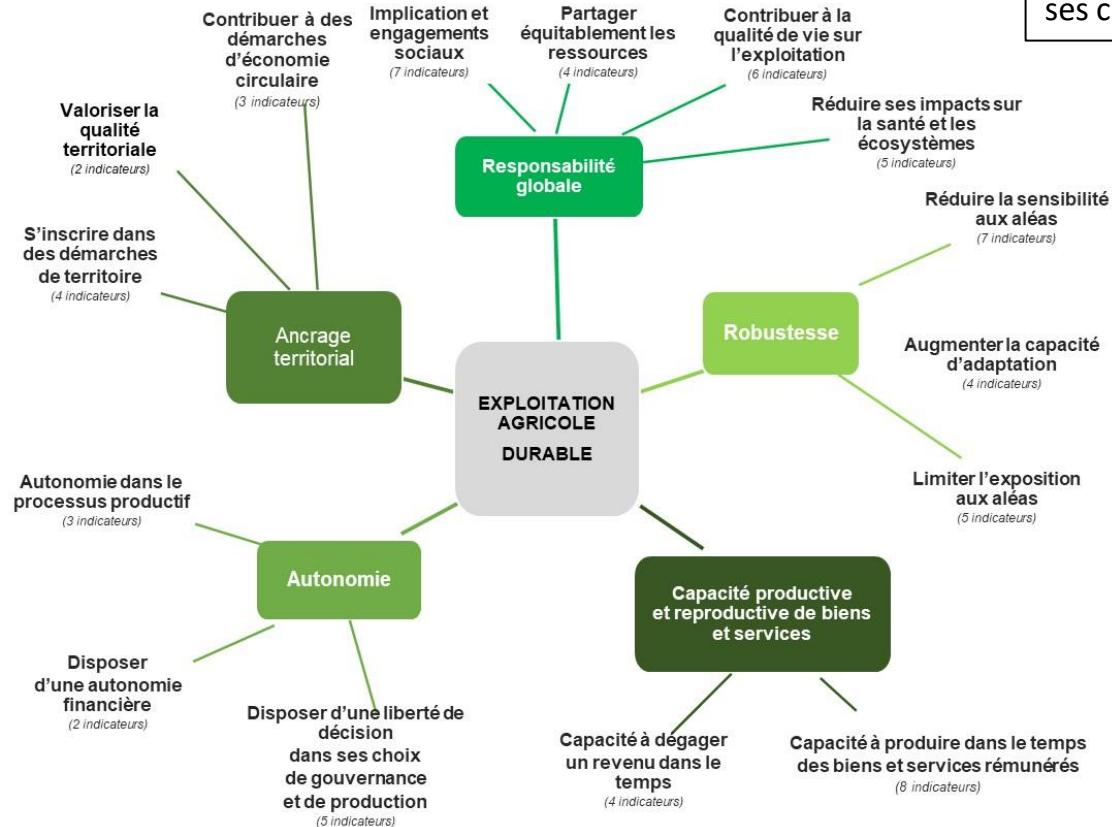 ses c
Contribuer à des
démarches
d'économie
circulaire
(3 indicateurs)
Implication et
engagements
sociaux
(7 indicateurs)
Partager
équitablement les
ressources
(4 indicateurs)
Contribuer à la
qualité de vie sur
l'exploitation
(6 indicateurs)
Valoriser la
qualité
territoriale
(2 indicateurs)
Réduire ses impacts sur
la santé et les
écosystèmes
(5 indicateurs)
Responsabilité
globale
S'inscrire dans
des démarches
de territoire
(4 indicateurs)
Réduire la sensibilité
aux aléas
(7 indicateurs)
Ancrage
territorial
Robustesse
Augmenter la capacité
d'adaptation
(4 indicateurs)
EXPLOITATION
AGRICOLE
DURABLE
Limiter l'exposition
aux aléas
(5 indicateurs)
Autonomie dans le
processus productif
(3 indicateurs)
Autonomie
Capacité productive
et reproductive de biens
et services
Disposer
d'une autonomie
financière
(2 indicateurs)
Disposer d'une liberté de
décision
dans ses choix
de gouvernance
et de production
(5 indicateurs)
Capacité à dégager
un revenu dans le
temps
(4 indicateurs)
Capacité à produire dans le temps
des biens et services rémunérés
(8 indicateurs)